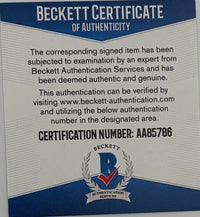 BECKETT CERTIFICATE
OF AUTHENTICITY
The corresponding signed item has been
subjected to examination by an expert from
Beckett Authentication Services and has been
deemed authentic and genuine.
This authentication can be verified by
visiting www.beckett-authentication.com and
utilizing the below authentication number
in the designated area.
CERTIFICATION NUMBER: AA85786
BECKETT
B
AUTHENTICATION
SERVICES